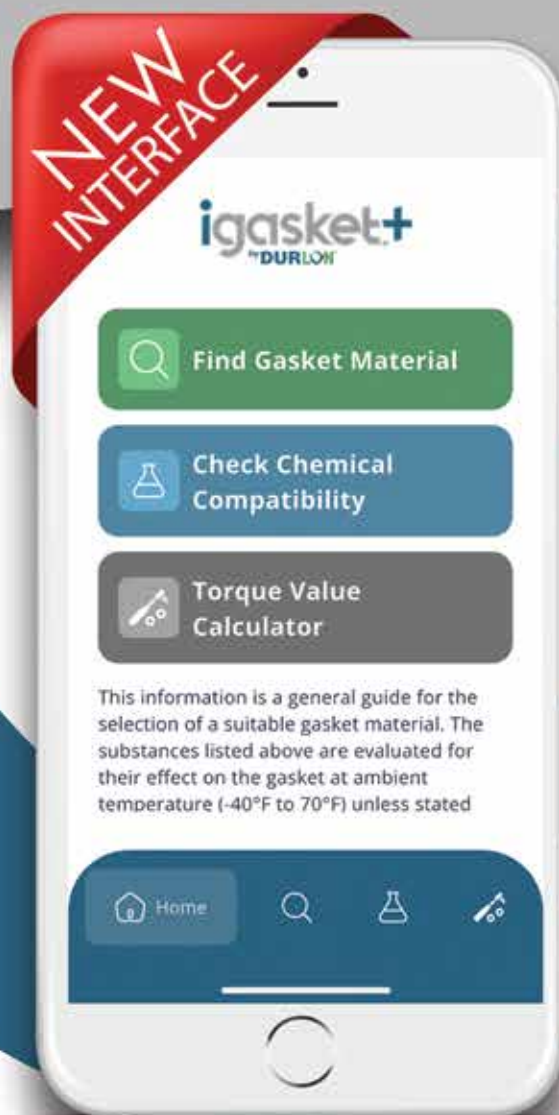 NEW
INTERFACE
igasket.+
by DURLON
Find Gasket Material
Check Chemical
Compatibility
Torque Value
Calculator
This information is a general guide for the
selection of a suitable gasket material. The
substances listed above are evaluated for
their effect on the gasket at ambient
temperature (-40°F to 70°F) unless stated
Home